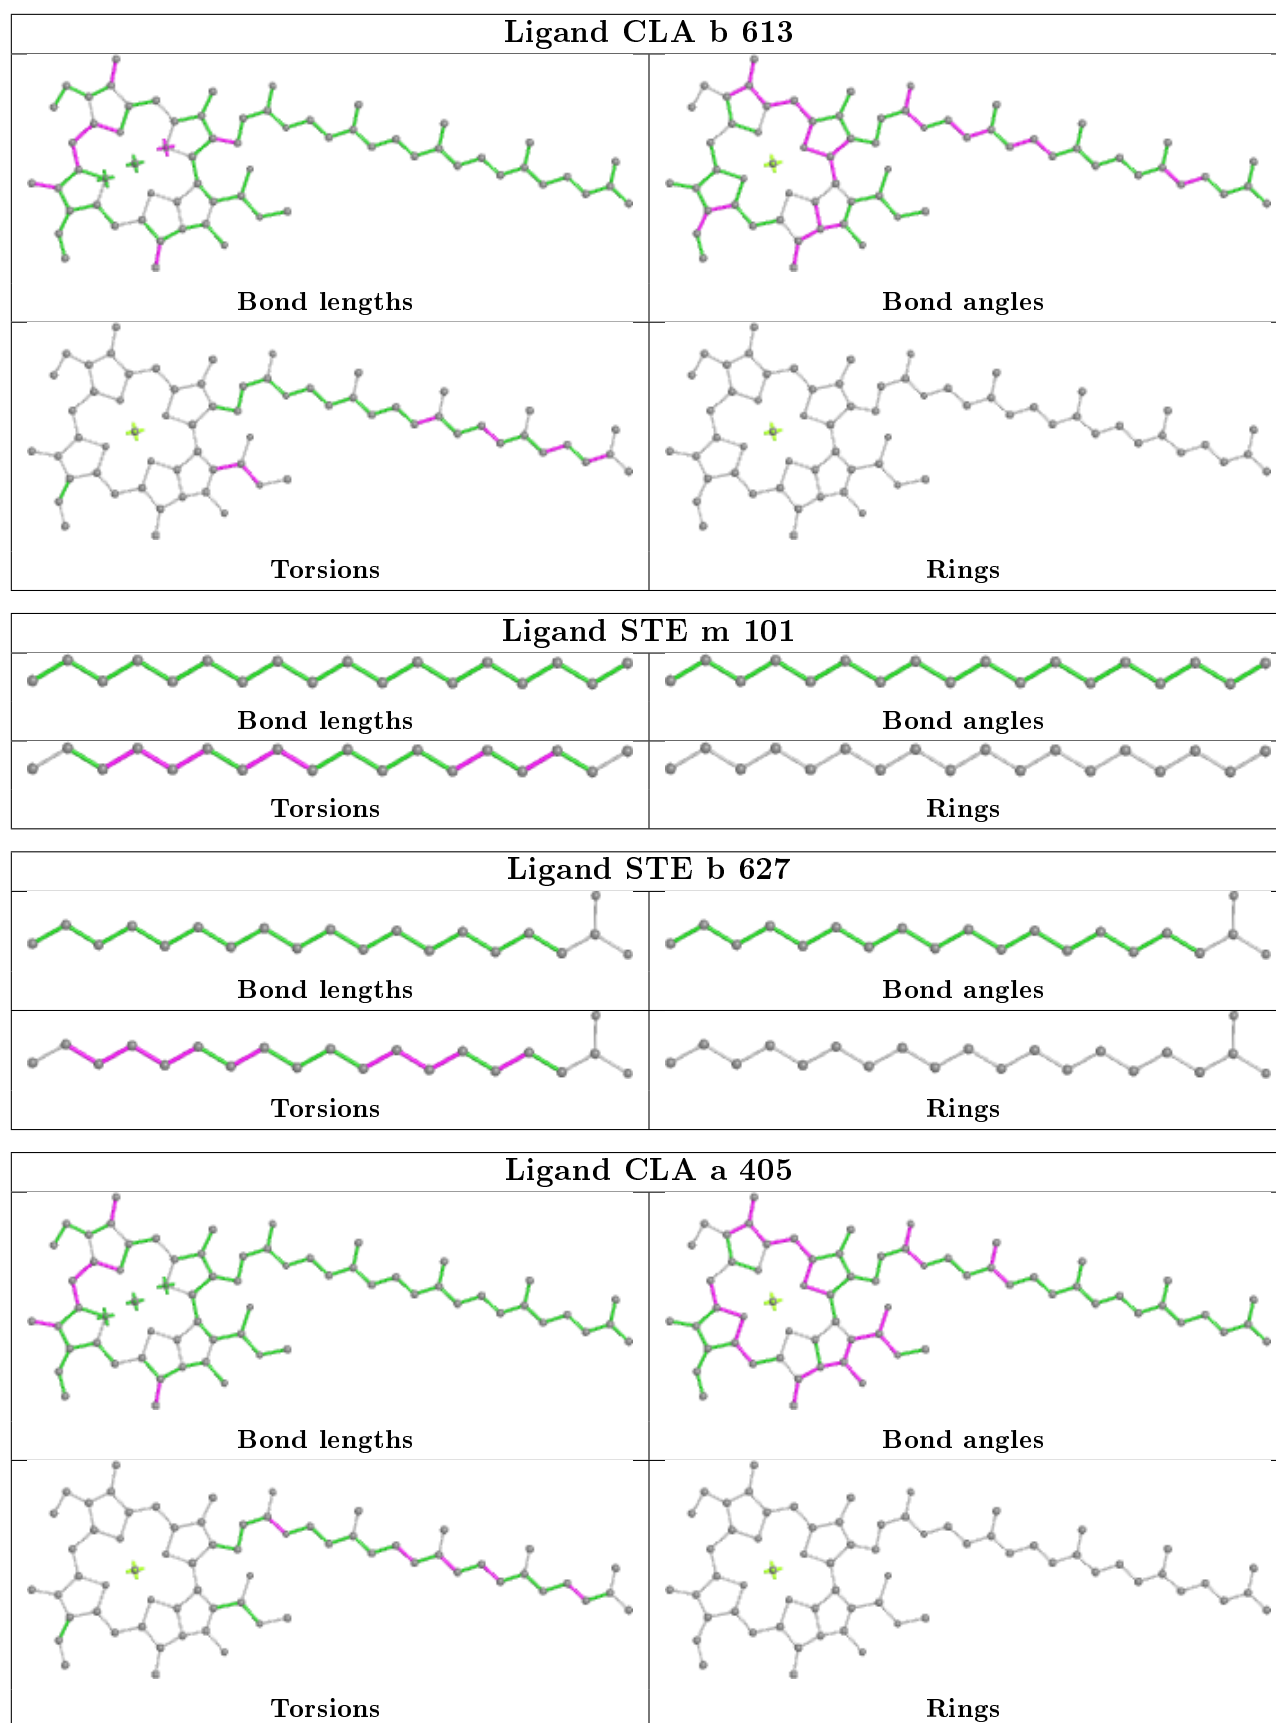 Ligand CLA b 613
Bond lengths
Bond angles
Torsions
Rings
Ligand STE m 101
Bond lengths
Bond angles
Torsions
Rings
Ligand STE b 627
Bond lengths
Bond angles
Torsions
Rings
Ligand CLA a 405
Bond lengths
Bond angles
Torsions
Rings